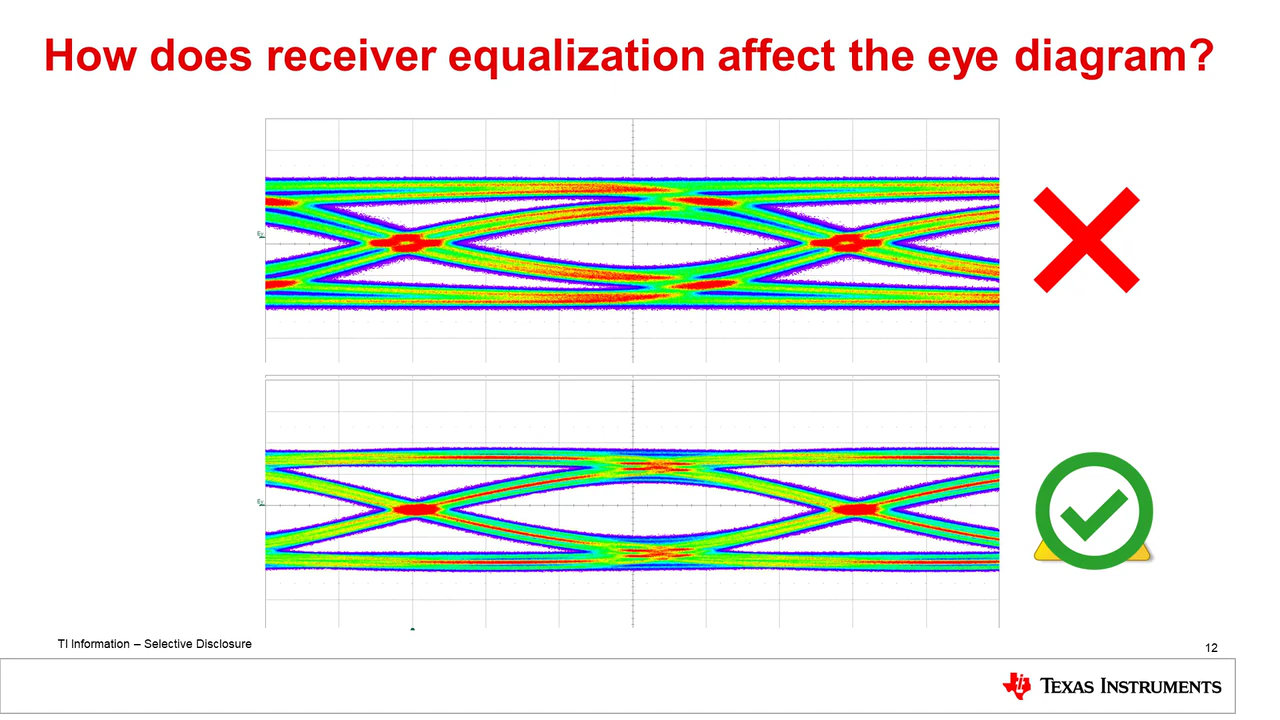 How does receiver equalization affect the eye diagram?
TI Information – Selective Disclosure
12
TEXAS INSTRUMENTS